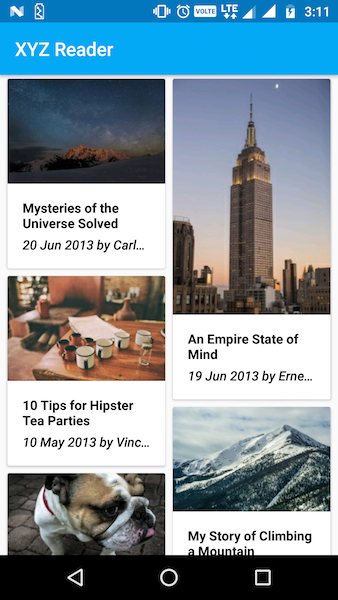 VOLTE
LTE
3:11
XYZ Reader
Mysteries of the
Universe Solved
20 Jun 2013 by Carl…
An Empire State of
Mind
19 Jun 2013 by Erne…
10 Tips for Hipster
Tea Parties
10 May 2013 by Vinc…
My Story of Climbing
a Mountain